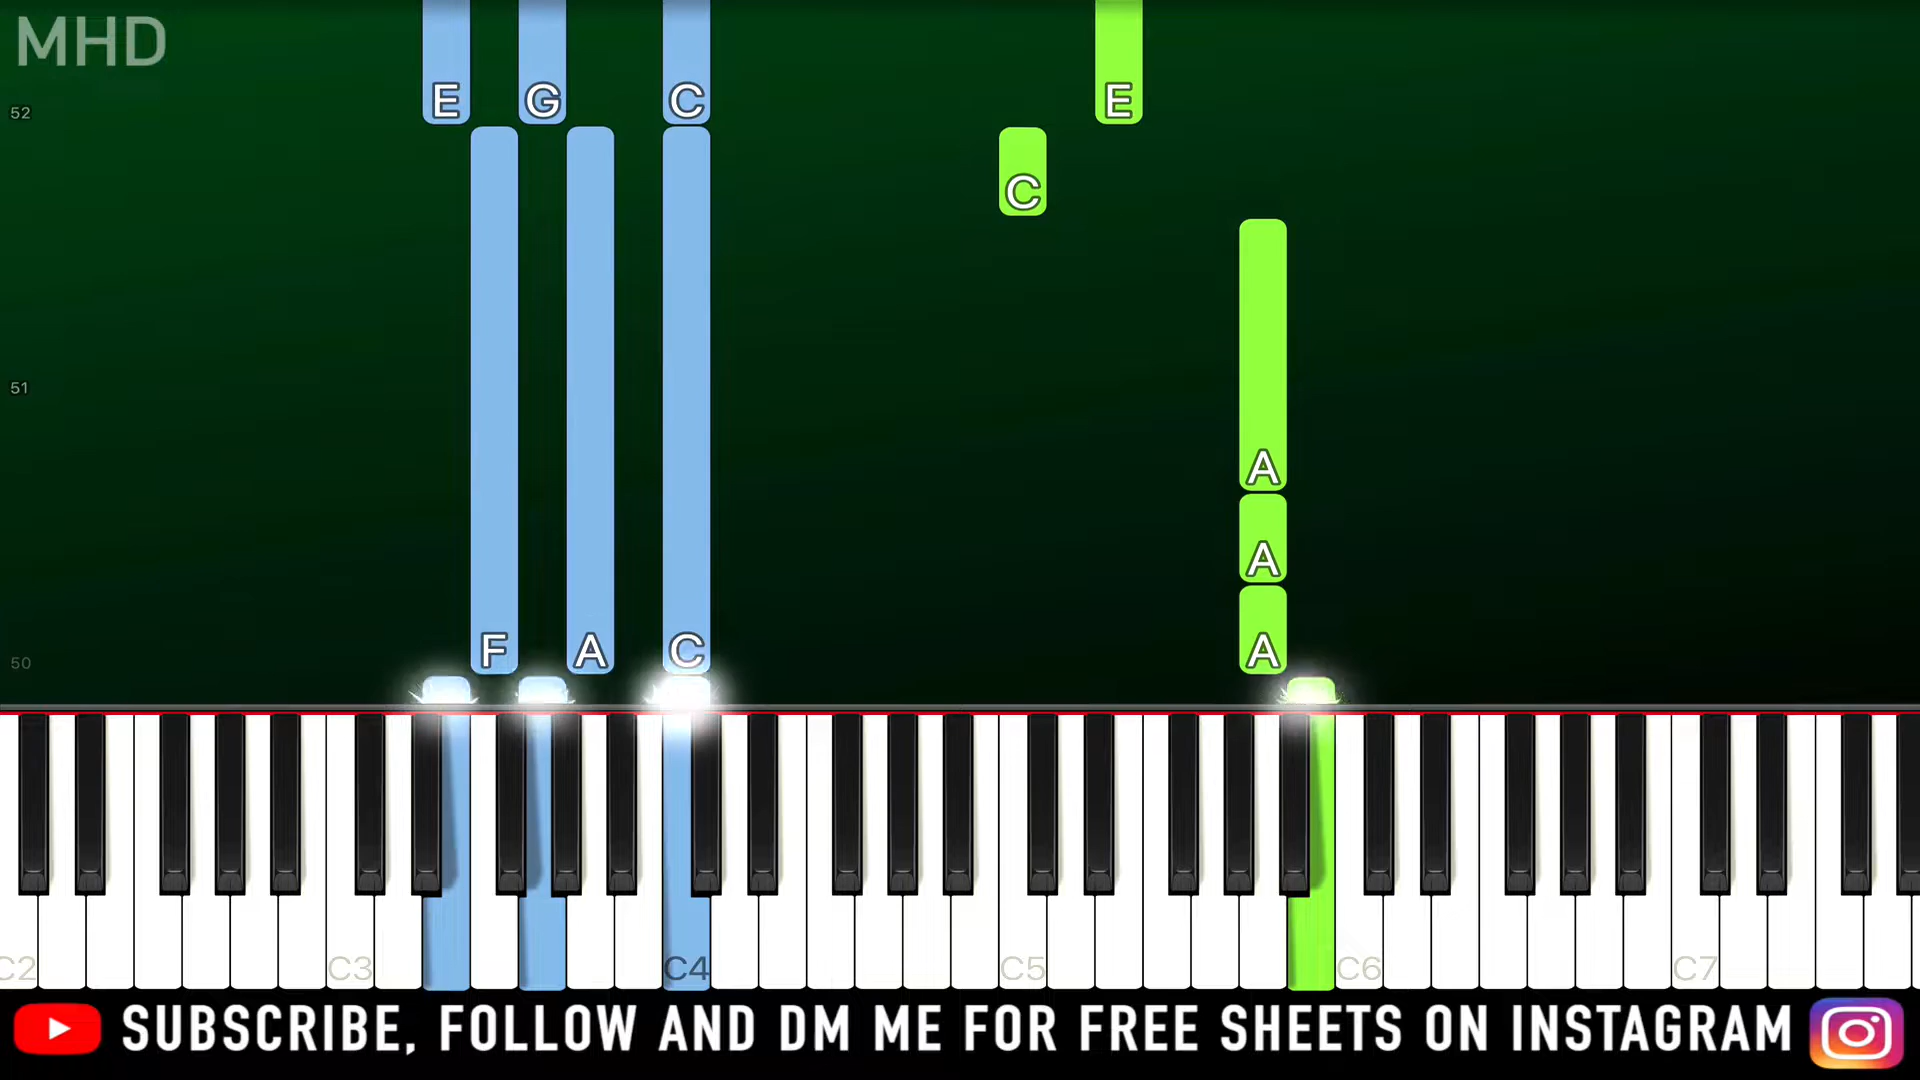 MHD
E G C E
52
C
51
A
A
F A C A
50
C2 C3 C4 C5 C6 C7
SUBSCRIBE, FOLLOW AND DM ME FOR FREE SHEETS ON INSTAGRAM